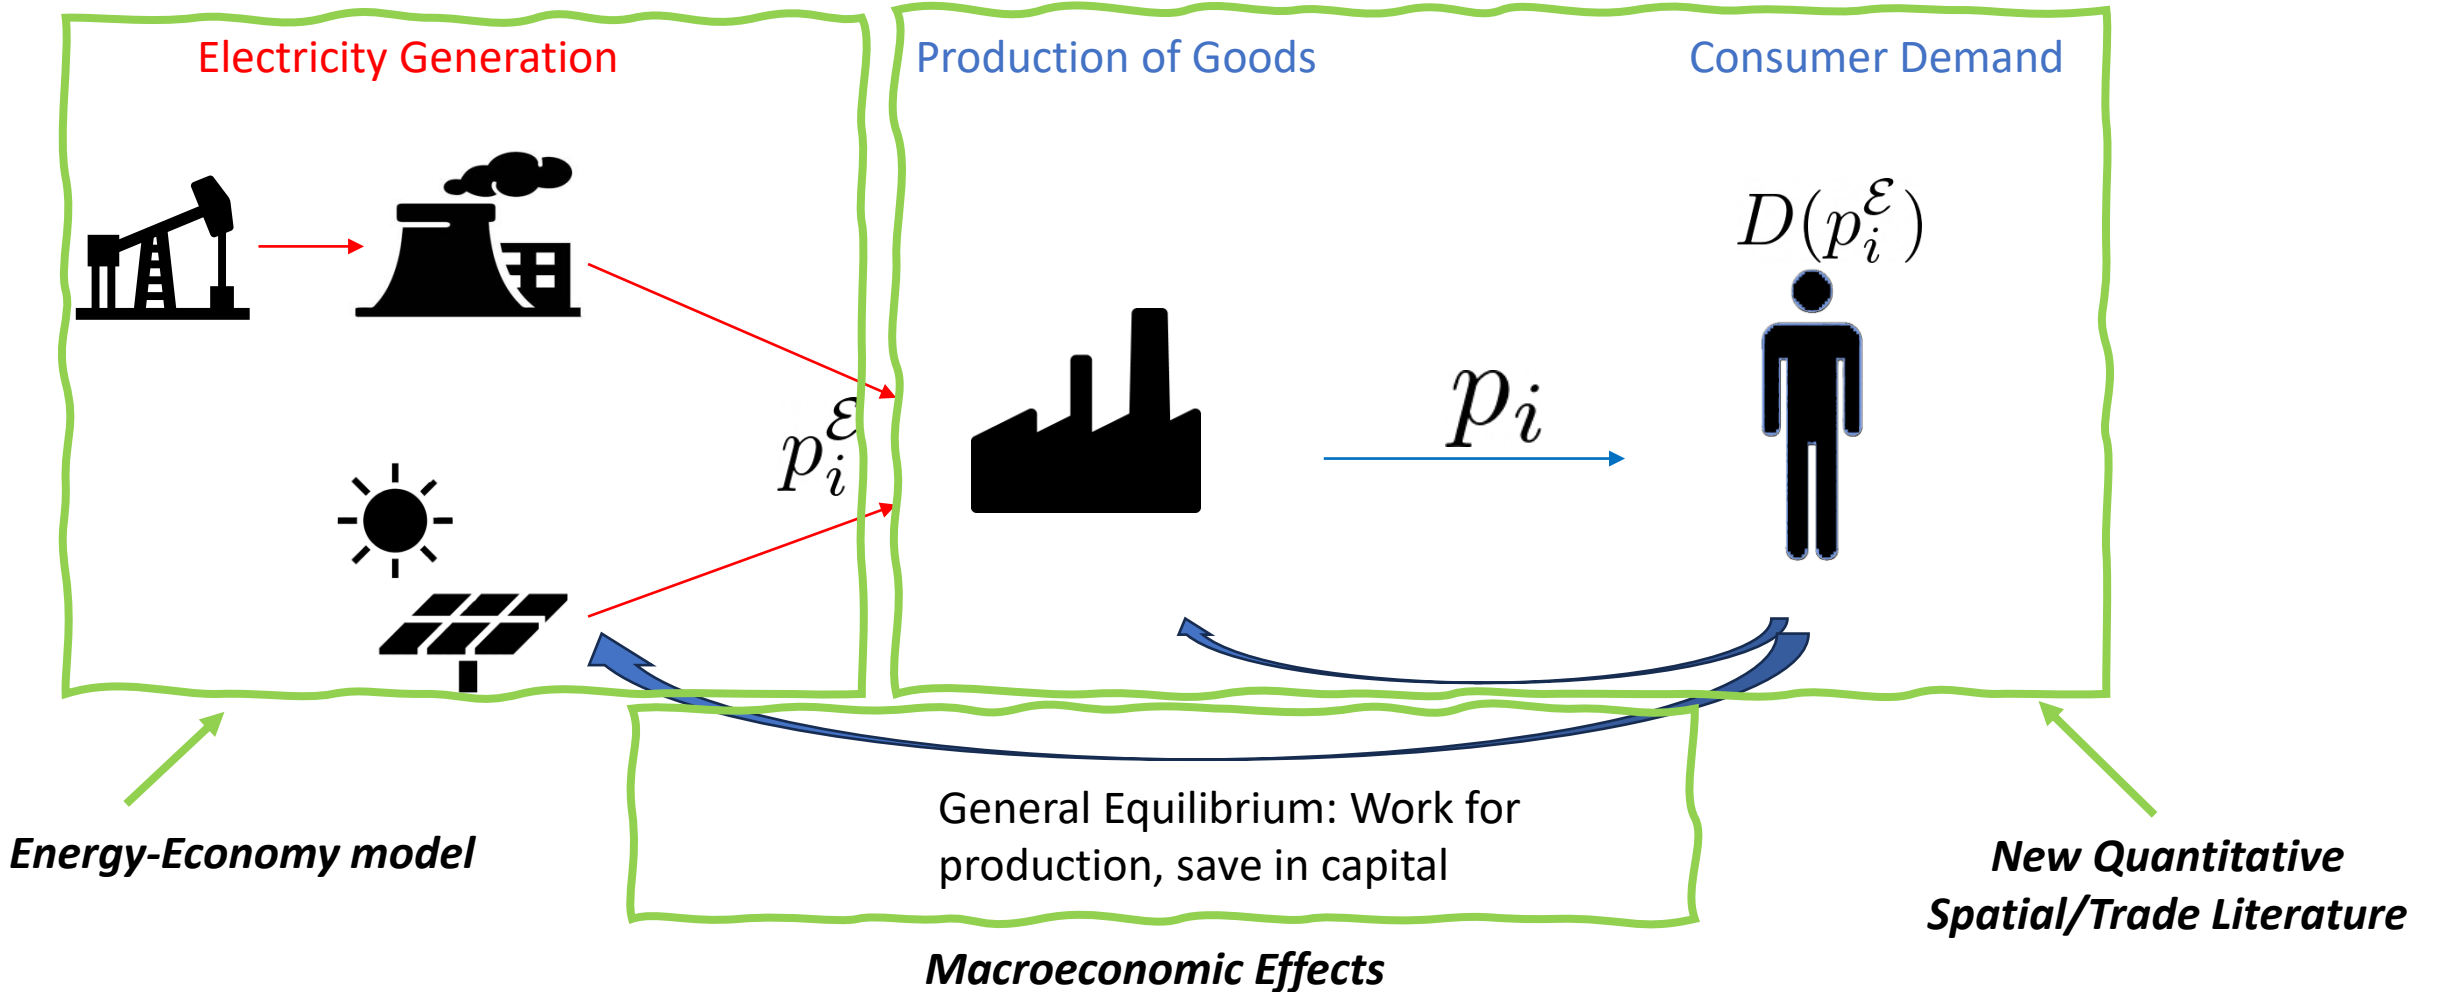 Electricity Generation
Production of Goods
Consumer Demand
D(p_i^ℰ)
p_i
p_i^ℰ
General Equilibrium: Work for
production, save in capital
Energy-Economy model
New Quantitative
Spatial/Trade Literature
Macroeconomic Effects